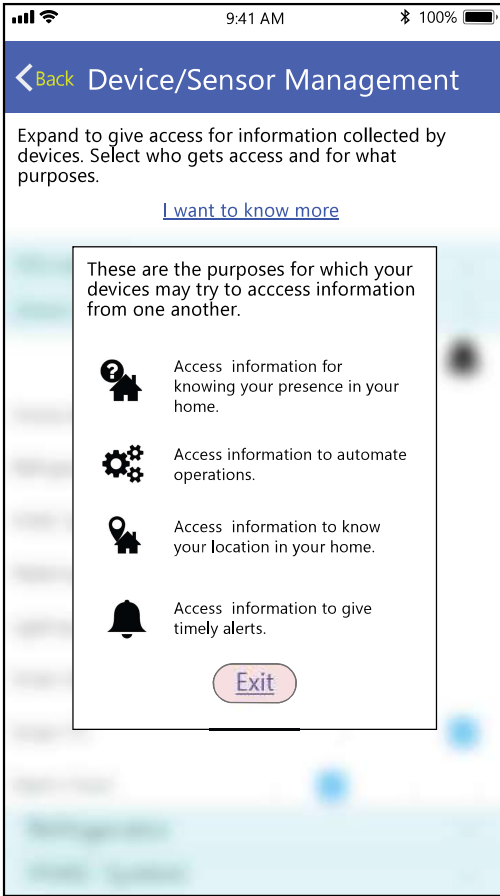 9:41 AM
100%
Back Device/Sensor Management
Expand to give access for information collected by
devices. Select who gets access and for what
purposes.
I want to know more
These are the purposes for which your
devices may try to acccess information
from one another.
?
Access information for
knowing your presence in your
home.
Access information to automate
operations.
Access information to know
your location in your home.
Access information to give
timely alerts.
Exit